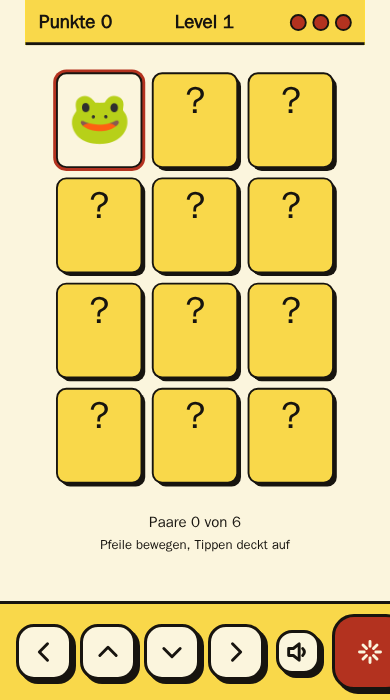 Punkte 0 Level 1
? ?
? ? ?
? ? ?
? ? ?
Paare 0 von 6
Pfeile bewegen, Tippen deckt auf